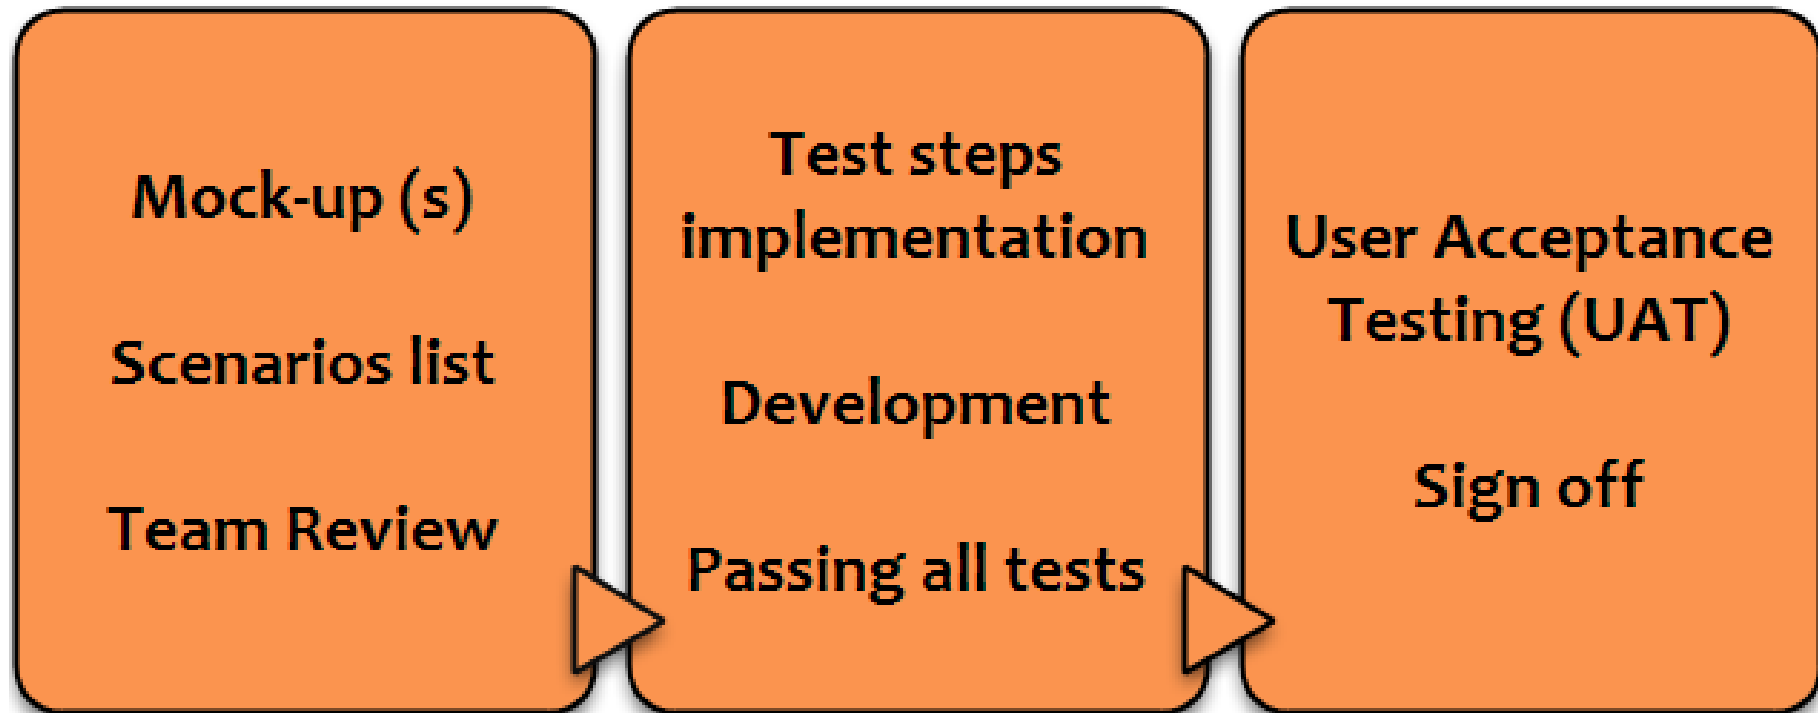 Mock-up (s)
Scenarios list
Team Review
Test steps
implementation
Development
Passing all tests
User Acceptance
Testing (UAT)
Sign off